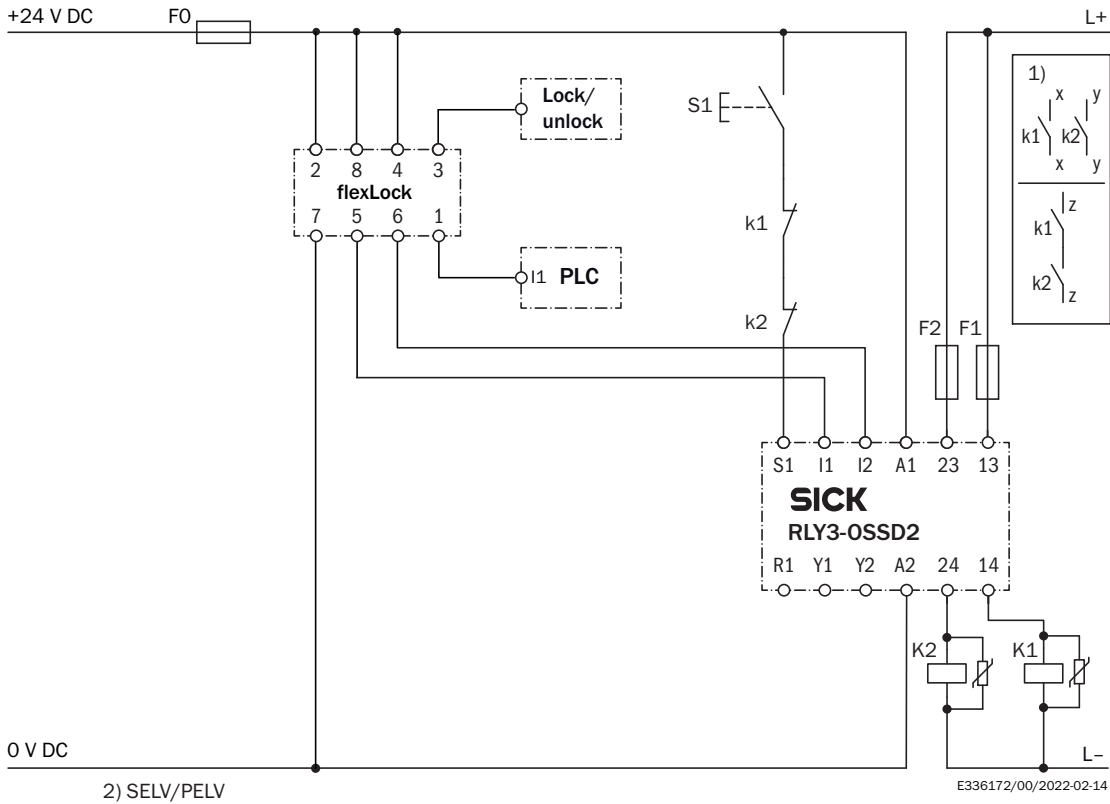 +24 V DC F0 L+
1)
x y
k1 k2
x y
z
k1
k2
z
Lock/
unlock
S1
2 8 4 3
flexLock
7 5 6 1
I1 PLC
k1
k2
F2 F1
S1 I1 I2 A1 23 13
SICK
RLY3-OSSD2
R1 Y1 Y2 A2 24 14
K2 K1
0 V DC L–
2) SELV/PELV
E336172/00/2022-02-14